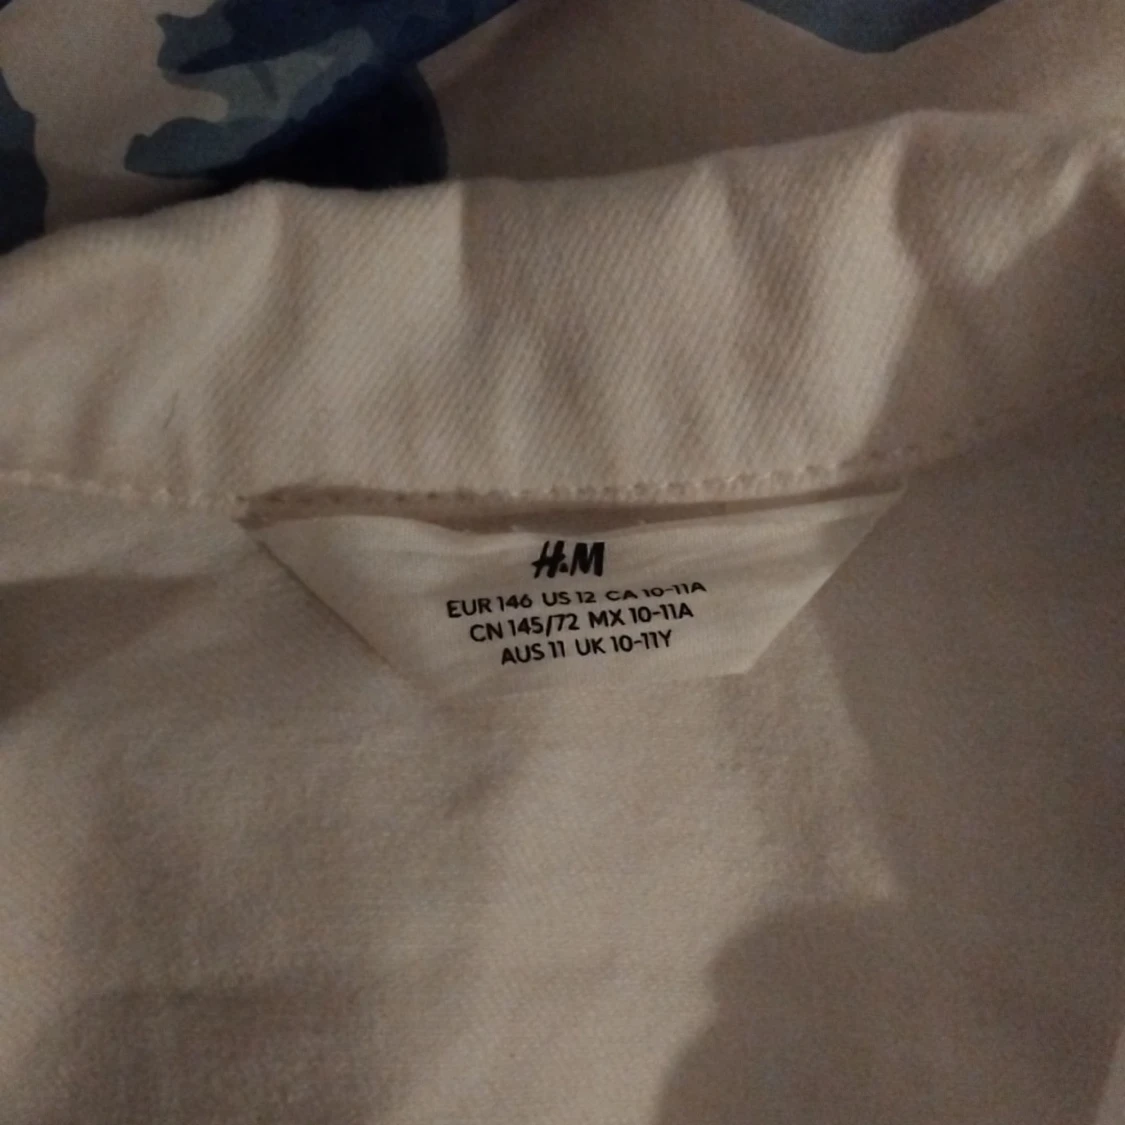 H&M
EUR 146 US 12 CA 10-11A
CN 145/72 MX 10-11A
AUS 11 UK 10-11Y